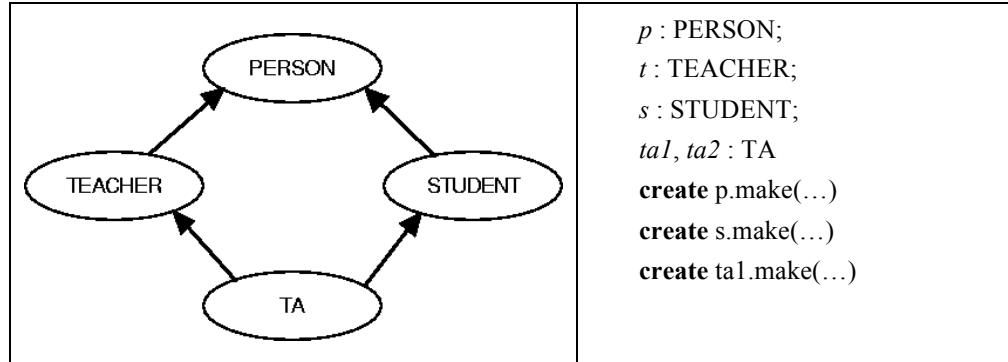 PERSON
TEACHER
STUDENT
TA
p : PERSON;
t : TEACHER;
s : STUDENT;
ta1, ta2 : TA
create p.make(…)
create s.make(…)
create ta1.make(…)